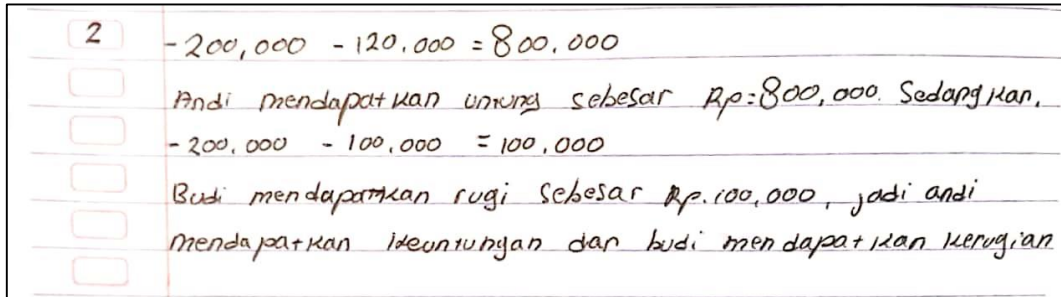 2 -200,000 - 120.000 = 800.000
Andi mendapatkan untung sebesar Rp:800,000. Sedangkan,
- 200.000 - 100.000 = 100,000
Budi mendapatkan rugi sebesar Rp.100,000, jadi andi
mendapatkan keuntungan dan budi mendapatkan kerugian